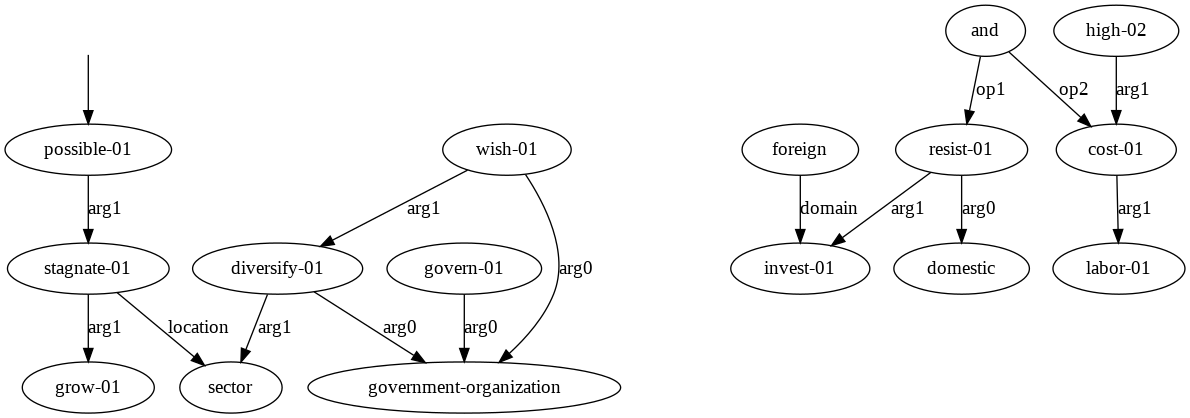 and
high-02
op1
op2
arg1
possible-01
wish-01
foreign
resist-01
cost-01
arg1
arg1
arg0
domain
arg1
arg0
arg1
stagnate-01
diversify-01
govern-01
invest-01
domestic
labor-01
arg1
location
arg1
arg0
arg0
grow-01
sector
government-organization